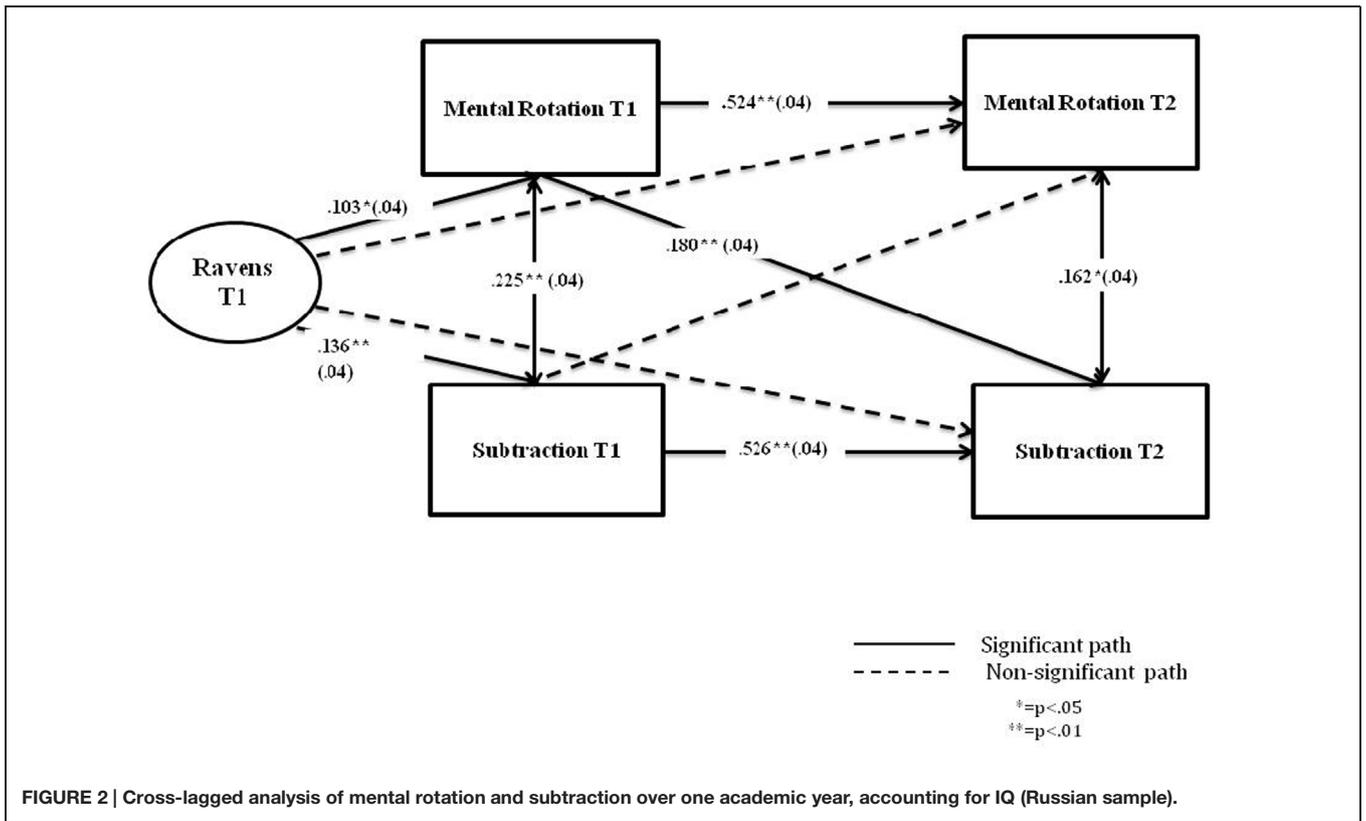 Mental Rotation T1
.524**(.04)
Mental Rotation T2
.103*(.04)
Ravens
T1
.180** (.04)
.225** (.04)
.162*(.04)
.136**
(.04)
Subtraction T1
.526**(.04)
Subtraction T2
Significant path
Non-significant path
*=p<.05
**=p<.01
FIGURE 2 | Cross-lagged analysis of mental rotation and subtraction over one academic year, accounting for IQ (Russian sample).